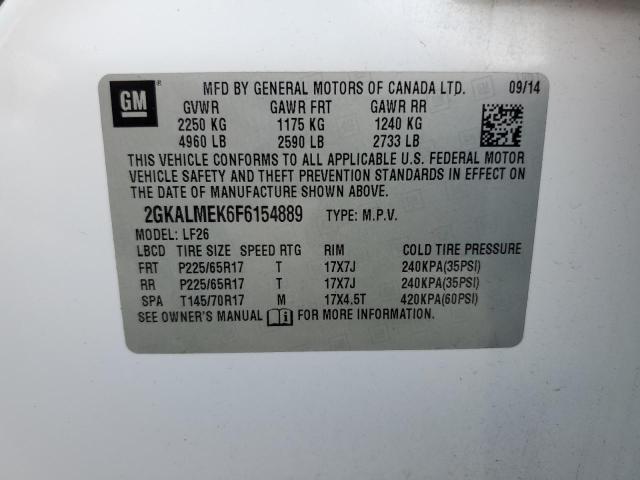 GM ® MFD BY GENERAL MOTORS OF CANADA LTD. 09/14
GVWR GAWR FRT GAWR RR
2250 KG 1175 KG 1240 KG
4960 LB 2590 LB 2733 LB
THIS VEHICLE CONFORMS TO ALL APPLICABLE U.S. FEDERAL MOTOR
VEHICLE SAFETY AND THEFT PREVENTION STANDARDS IN EFFECT ON
THE DATE OF MANUFACTURE SHOWN ABOVE.
2GKALMEK6F6154889 TYPE: M.P.V.
MODEL: LF26
LBCD TIRE SIZE SPEED RTG RIM COLD TIRE PRESSURE
FRT P225/65R17 T 17X7J 240KPA(35PSI)
RR P225/65R17 T 17X7J 240KPA(35PSI)
SPA T145/70R17 M 17X4.5T 420KPA(60PSI)
SEE OWNER'S MANUAL i FOR MORE INFORMATION.